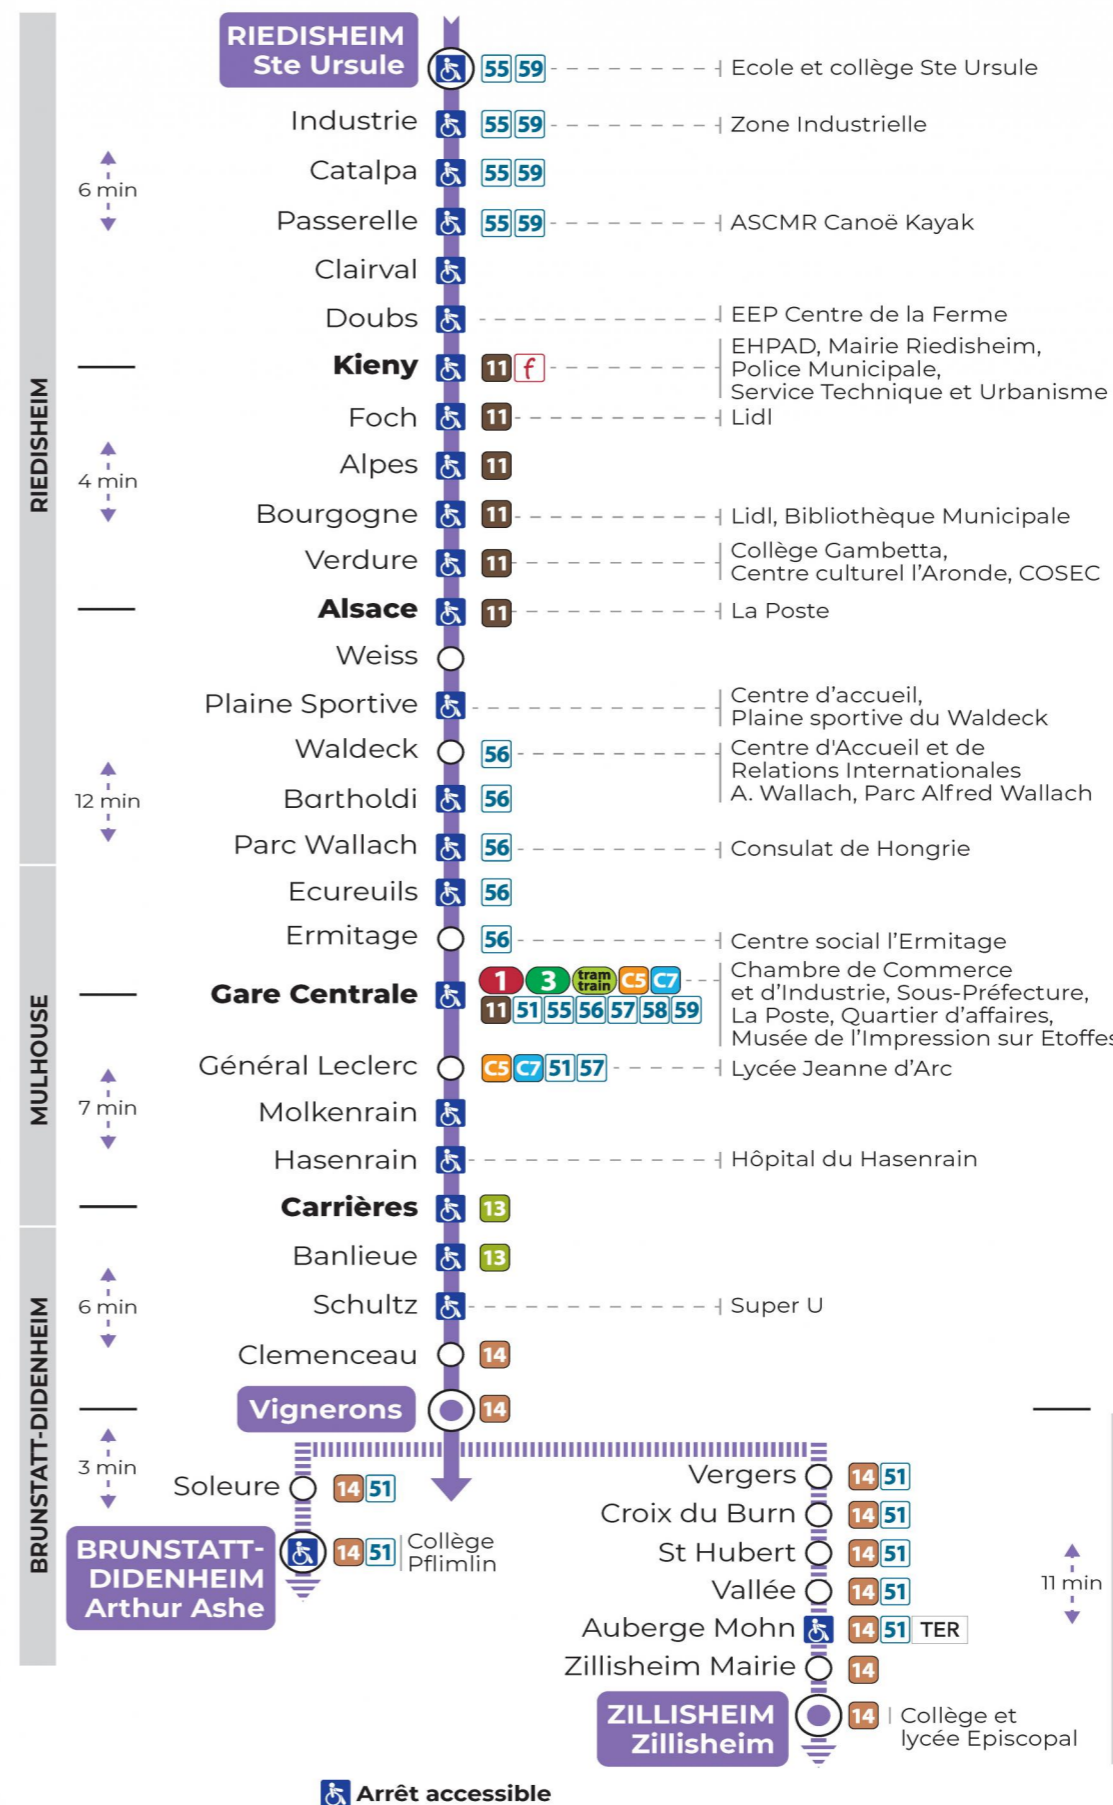 RIEDISHEIM
Ste Ursule
55 59
Ecole et collège Ste Ursule
Industrie
55 59
Zone Industrielle
Catalpa
55 59
6 min
Passerelle
55 59
ASCMR Canoë Kayak
Clairval
Doubs
EEP Centre de la Ferme
Kieny
11 f
EHPAD, Mairie Riedisheim,
Police Municipale,
Service Technique et Urbanisme
RIEDISHEIM
Foch
11
Lidl
Alpes
11
4 min
Bourgogne
11
Lidl, Bibliothèque Municipale
Verdure
11
Collège Gambetta,
Centre culturel l'Aronde, COSEC
Alsace
11
La Poste
Weiss
Plaine Sportive
Centre d'accueil,
Plaine sportive du Waldeck
Waldeck
56
Centre d'Accueil et de
Relations Internationales
A. Wallach, Parc Alfred Wallach
12 min
Bartholdi
56
Parc Wallach
56
Consulat de Hongrie
Ecureuils
56
Ermitage
56
Centre social l'Ermitage
MULHOUSE
Gare Centrale
1 3 tram train C5 C7
11 51 55 56 57 58 59
Chambre de Commerce
et d'Industrie, Sous-Préfecture,
La Poste, Quartier d'affaires,
Musée de l'Impression sur Etoffes
Général Leclerc
C5 C7 51 57
Lycée Jeanne d'Arc
7 min
Molkenrain
Hasenrain
Hôpital du Hasenrain
Carrières
13
Banlieue
13
6 min
Schultz
Super U
Clemenceau
14
BRUNSTATT-DIDENHEIM
Vignerons
14
3 min
Soleure
14 51
BRUNSTATT-
DIDENHEIM
Arthur Ashe
14 51
Collège
Pflimlin
Vergers
14 51
Croix du Burn
14 51
St Hubert
14 51
Vallée
14 51
11 min
Auberge Mohn
14 51 TER
Zillisheim Mairie
14
ZILLISHEIM
Zillisheim
14
Collège et
lycée Episcopal
Arrêt accessible